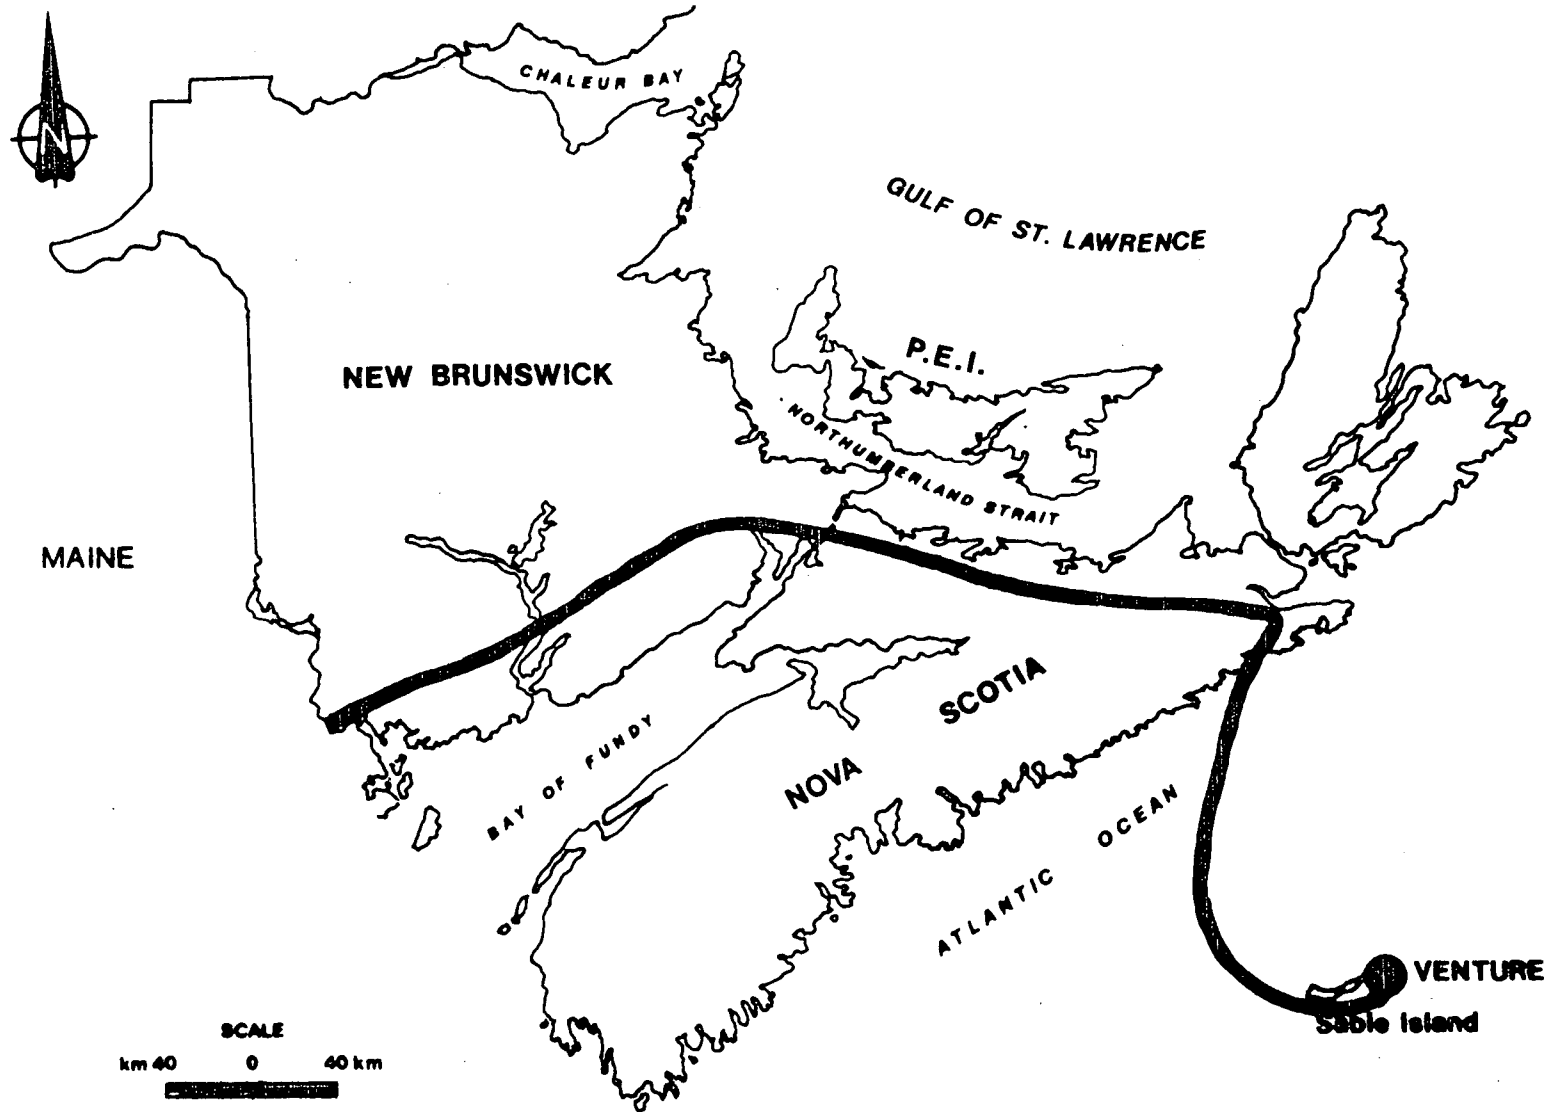 CHALEUR BAY
N
GULF OF ST. LAWRENCE
P.E.I.
NEW BRUNSWICK
NORTHUMBERLAND STRAIT
MAINE
SCOTIA
NOVA
BAY OF FUNDY
ATLANTIC OCEAN
VENTURE
Sable Island
SCALE
km 40 0 40 km